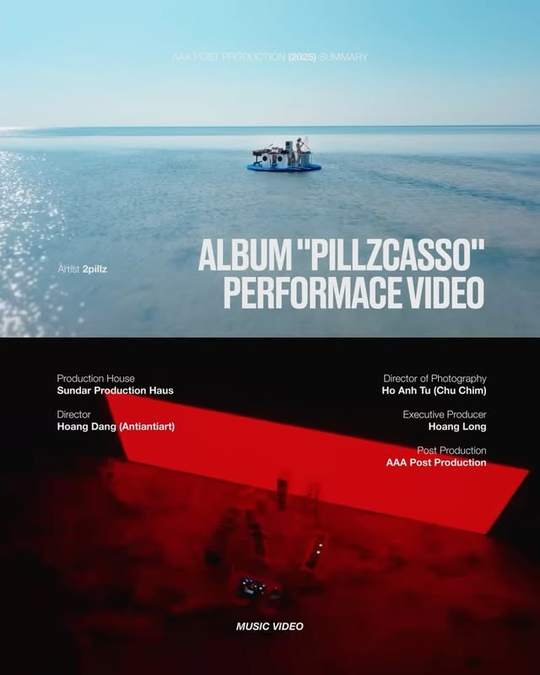 AAA POST PRODUCTION (2025) SUMMARY
Artist 2pillz
ALBUM "PILLZCASSO"
PERFORMACE VIDEO
Production House
Sundar Production Haus
Director
Hoang Dang (Antiantiart)
Director of Photography
Ho Anh Tu (Chu Chim)
Executive Producer
Hoang Long
Post Production
AAA Post Production
MUSIC VIDEO